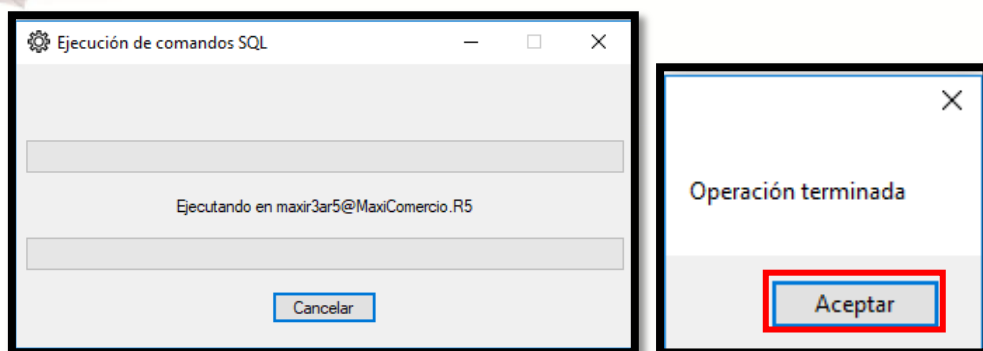 Ejecución de comandos SQL
Ejecutando en maxir3ar5@MaxiComercio.R5
Cancelar
Operación terminada
Aceptar